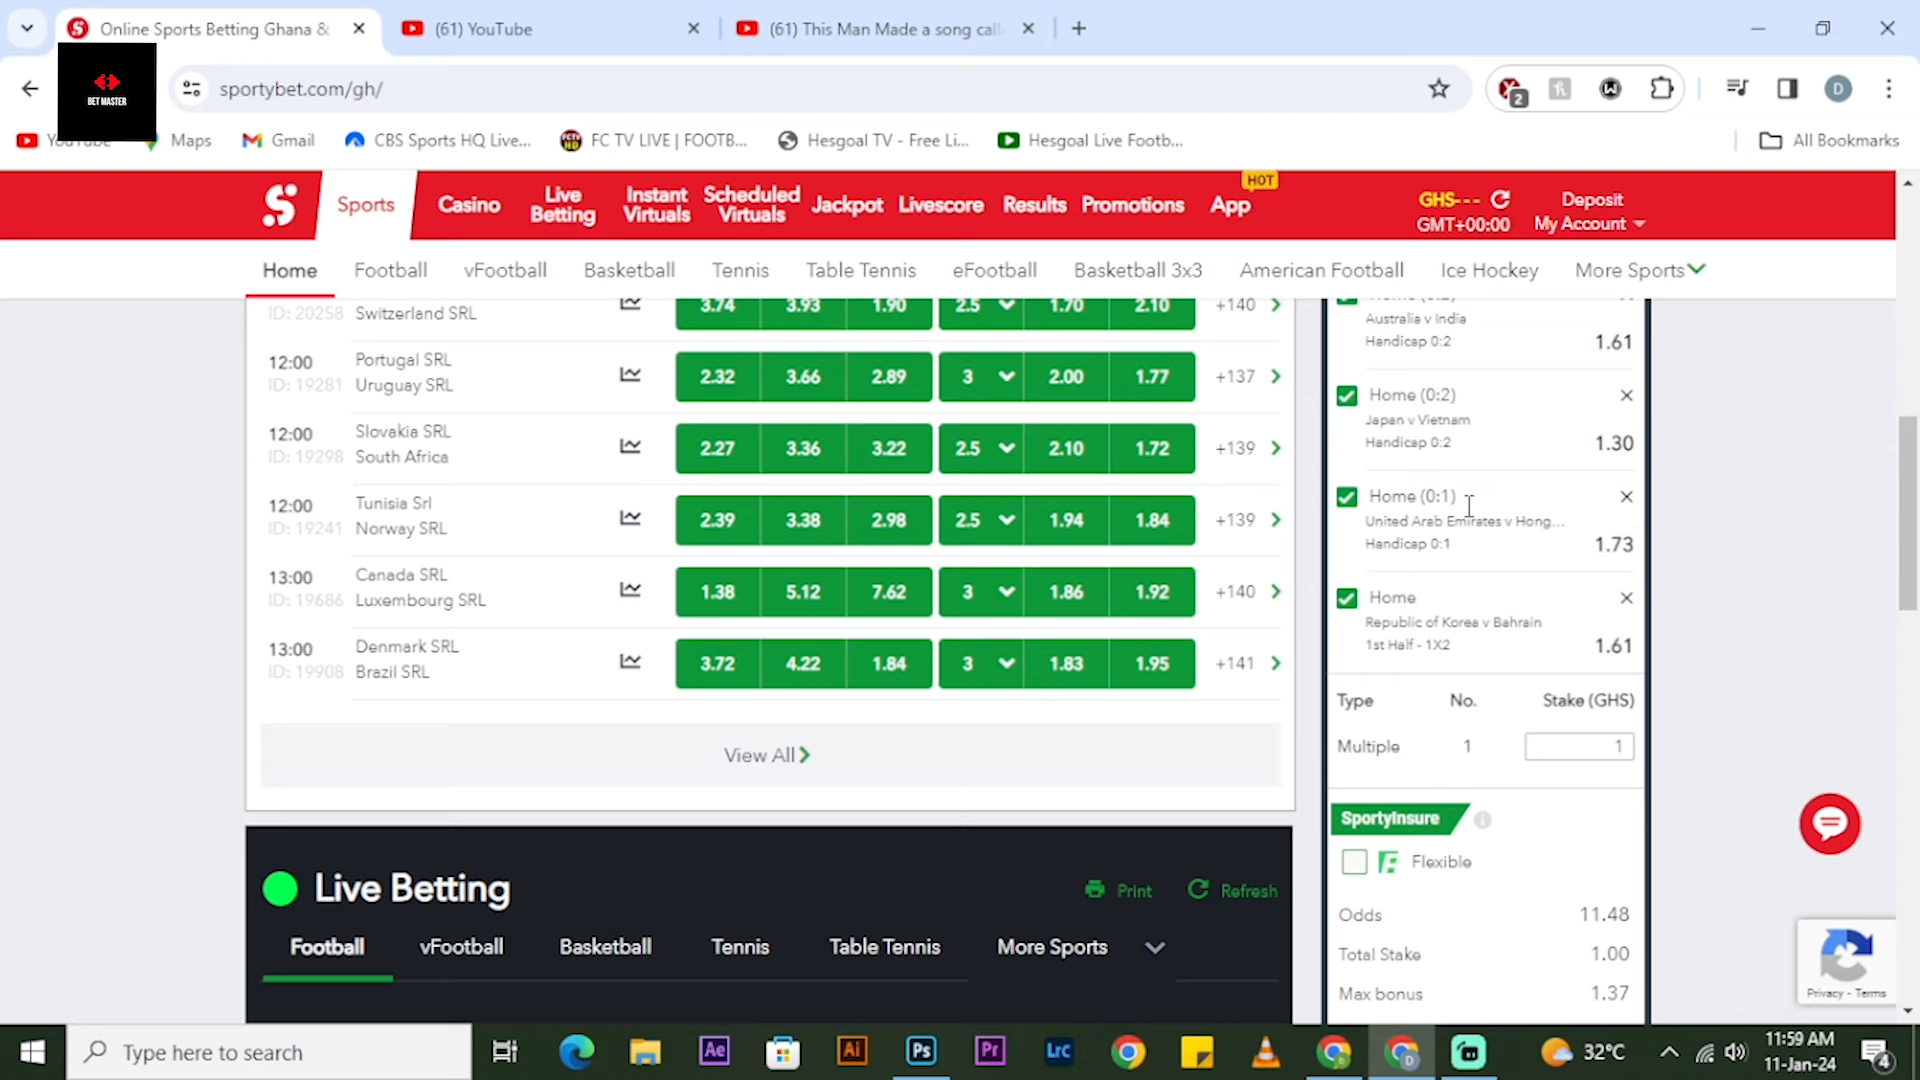 Online Sports Betting Ghana &
(61) YouTube
(61) This Man Made a song call
BET MASTER
sportybet.com/gh/
2
D
YouTube
Maps
Gmail
CBS Sports HQ Live...
FC TV LIVE | FOOTB...
Hesgoal TV - Free Li...
Hesgoal Live Footb...
All Bookmarks
Sports
Casino
Live Betting
Instant Virtuals
Scheduled Virtuals
Jackpot
Livescore
Results
Promotions
App
HOT
GHS---
GMT+00:00
Deposit
My Account
Home Football vFootball Basketball Tennis Table Tennis eFootball Basketball 3x3 American Football Ice Hockey More Sports
ID: 20258 Switzerland SRL 3.74 3.93 1.90 2.5 1.70 2.10 +140
12:00 Portugal SRL
ID: 19281 Uruguay SRL
2.32 3.66 2.89 3 2.00 1.77 +137
12:00 Slovakia SRL
ID: 19298 South Africa
2.27 3.36 3.22 2.5 2.10 1.72 +139
12:00 Tunisia Srl
ID: 19241 Norway SRL
2.39 3.38 2.98 2.5 1.94 1.84 +139
13:00 Canada SRL
ID: 19686 Luxembourg SRL
1.38 5.12 7.62 3 1.86 1.92 +140
13:00 Denmark SRL
ID: 19908 Brazil SRL
3.72 4.22 1.84 3 1.83 1.95 +141
View All
Live Betting
Print
Refresh
Football vFootball Basketball Tennis Table Tennis More Sports
Australia v India
Handicap 0:2 1.61
Home (0:2)
Japan v Vietnam
Handicap 0:2 1.30
Home (0:1)
United Arab Emirates v Hong...
Handicap 0:1 1.73
Home
Republic of Korea v Bahrain
1st Half - 1X2 1.61
Type No. Stake (GHS)
Multiple 1 1
SportyInsure
F Flexible
Odds 11.48
Total Stake 1.00
Max bonus 1.37
Privacy - Terms
Type here to search
Ae
Ai
Ps
Pr
Lrc
D
32°C
11:59 AM
11-Jan-24
4